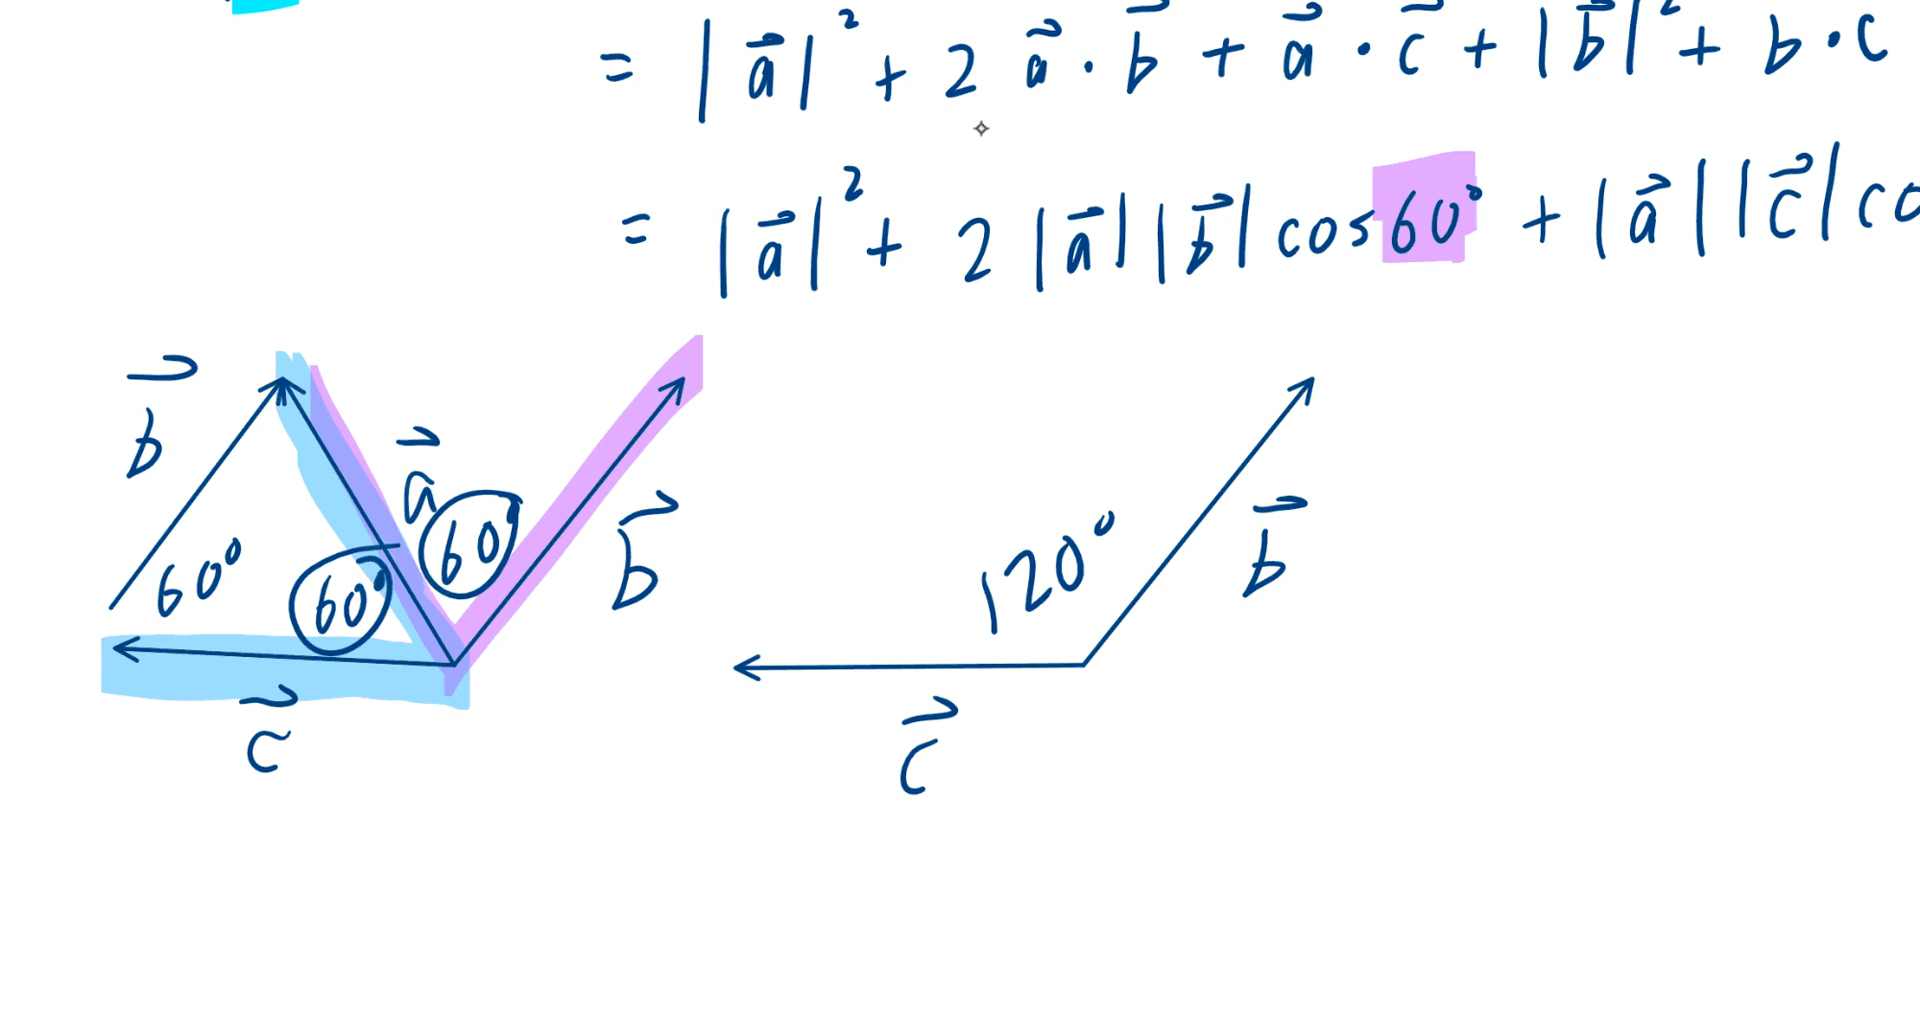 = |a⃗|² + 2 a⃗ · b⃗ + a⃗ · c⃗ + |b⃗|² + b · c
= |a⃗|² + 2 |a⃗| |b⃗| cos 60° + |a⃗| |c⃗| co
b⃗
a⃗
60°
60°
60°
b⃗
c⃗
120°
b⃗
c⃗